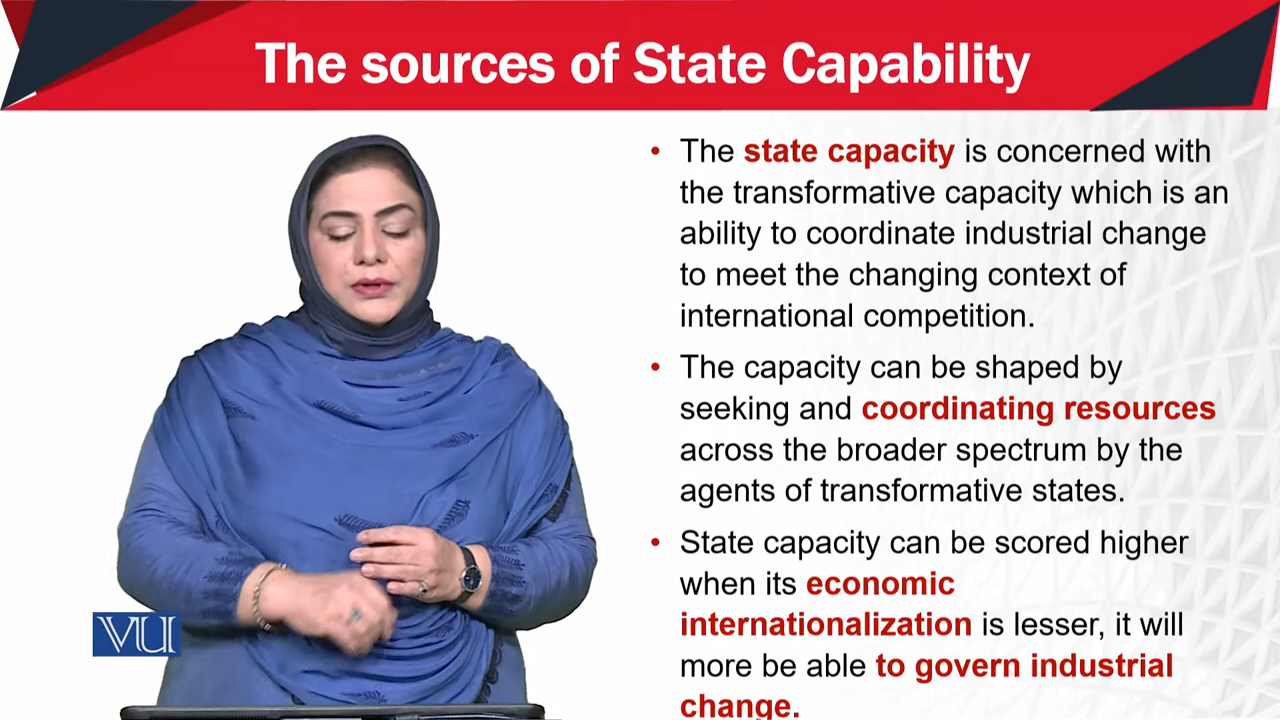 The sources of State Capability
• The state capacity is concerned with
the transformative capacity which is an
ability to coordinate industrial change
to meet the changing context of
international competition.
• The capacity can be shaped by
seeking and coordinating resources
across the broader spectrum by the
agents of transformative states.
• State capacity can be scored higher
when its economic
internationalization is lesser, it will
more be able to govern industrial
change.
VU